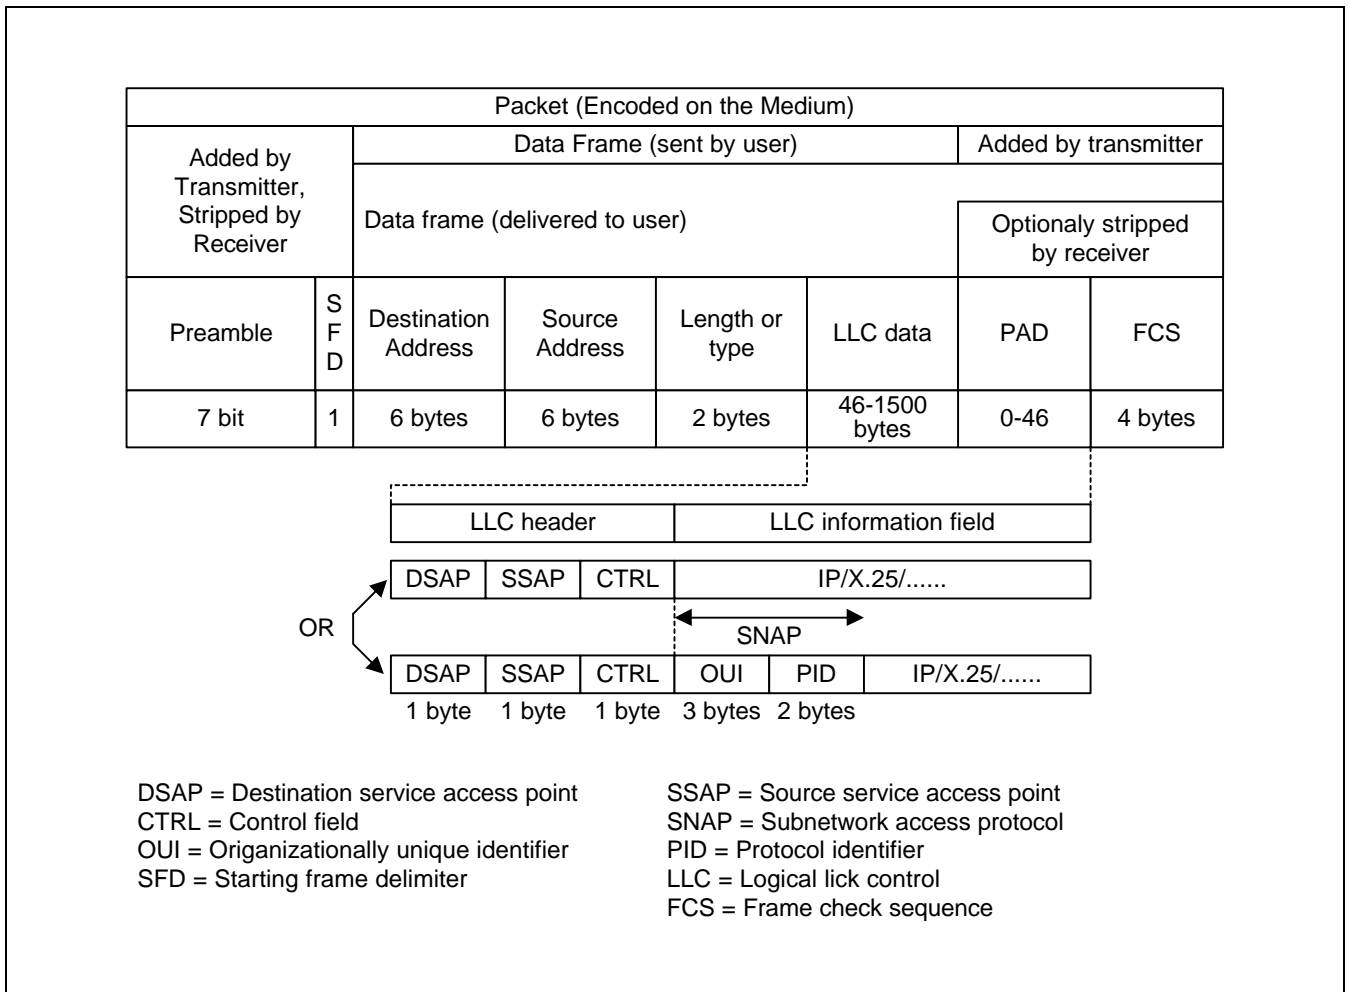 Packet (Encoded on the Medium)
Added by
Transmitter,
Stripped by
Receiver
Data Frame (sent by user)
Added by transmitter
Data frame (delivered to user)
Optionaly stripped
by receiver
Preamble
S
F
D
Destination
Address
Source
Address
Length or
type
LLC data
PAD
FCS
7 bit
1
6 bytes
6 bytes
2 bytes
46-1500
bytes
0-46
4 bytes
LLC header
LLC information field
DSAP
SSAP
CTRL
IP/X.25/......
OR
SNAP
DSAP
SSAP
CTRL
OUI
PID
IP/X.25/......
1 byte
1 byte
1 byte
3 bytes
2 bytes
DSAP = Destination service access point
CTRL = Control field
OUI = Origanizationally unique identifier
SFD = Starting frame delimiter
SSAP = Source service access point
SNAP = Subnetwork access protocol
PID = Protocol identifier
LLC = Logical lick control
FCS = Frame check sequence